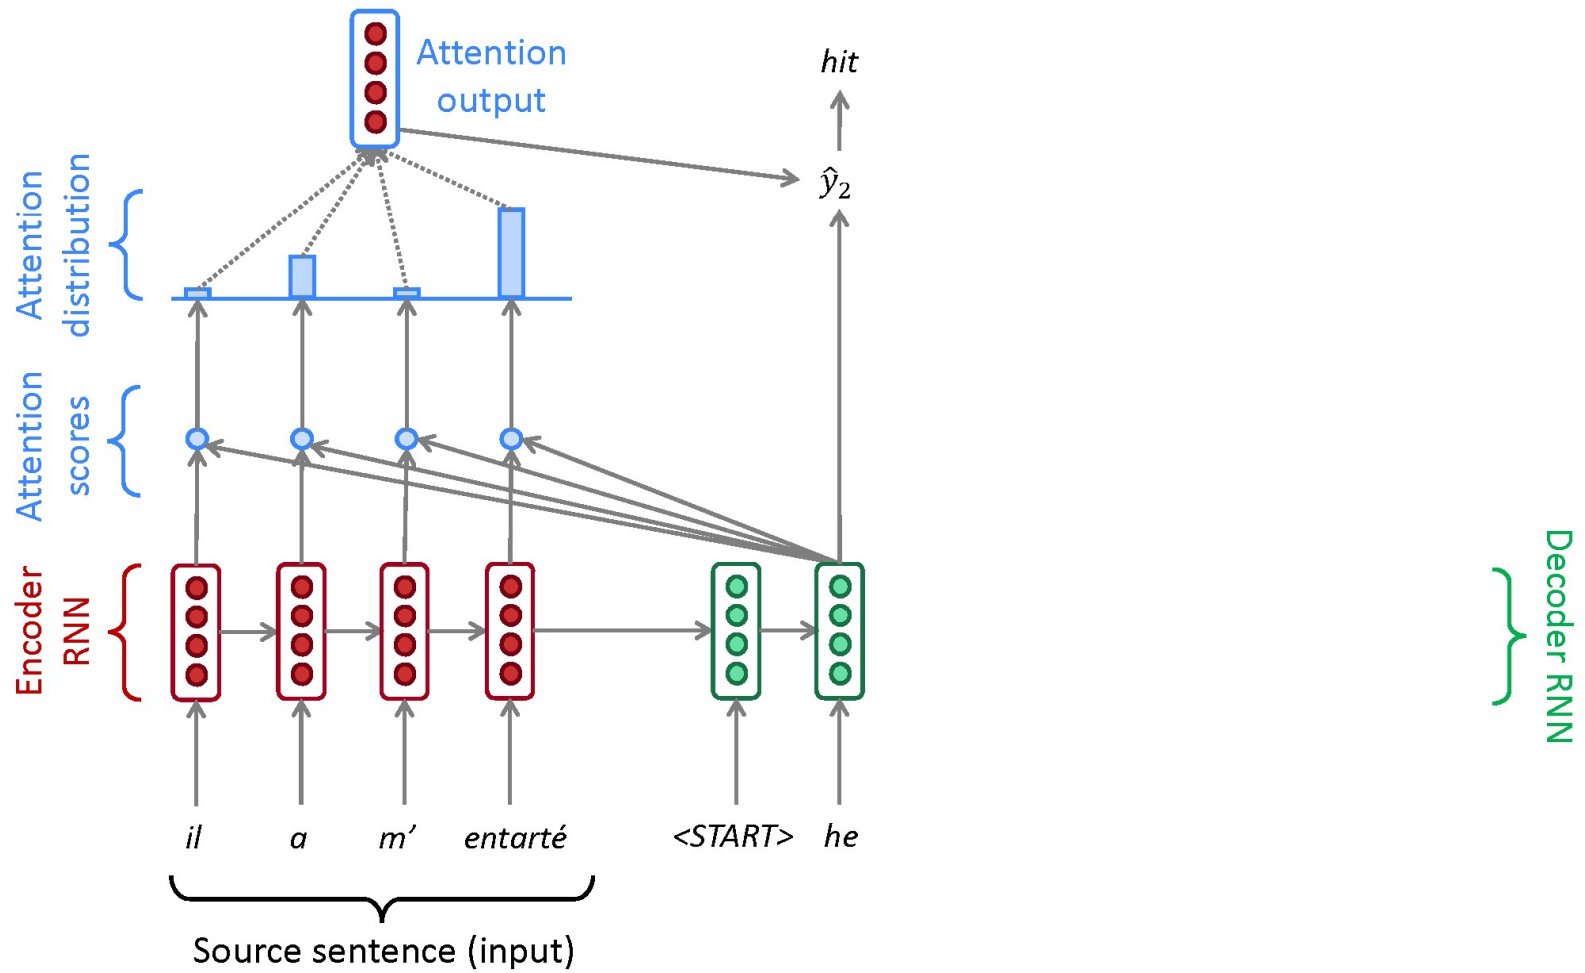 Attention
output
hit
ŷ₂
Attention
distribution
Attention
scores
Encoder
RNN
Decoder RNN
il a m’ entarté <START> he
Source sentence (input)